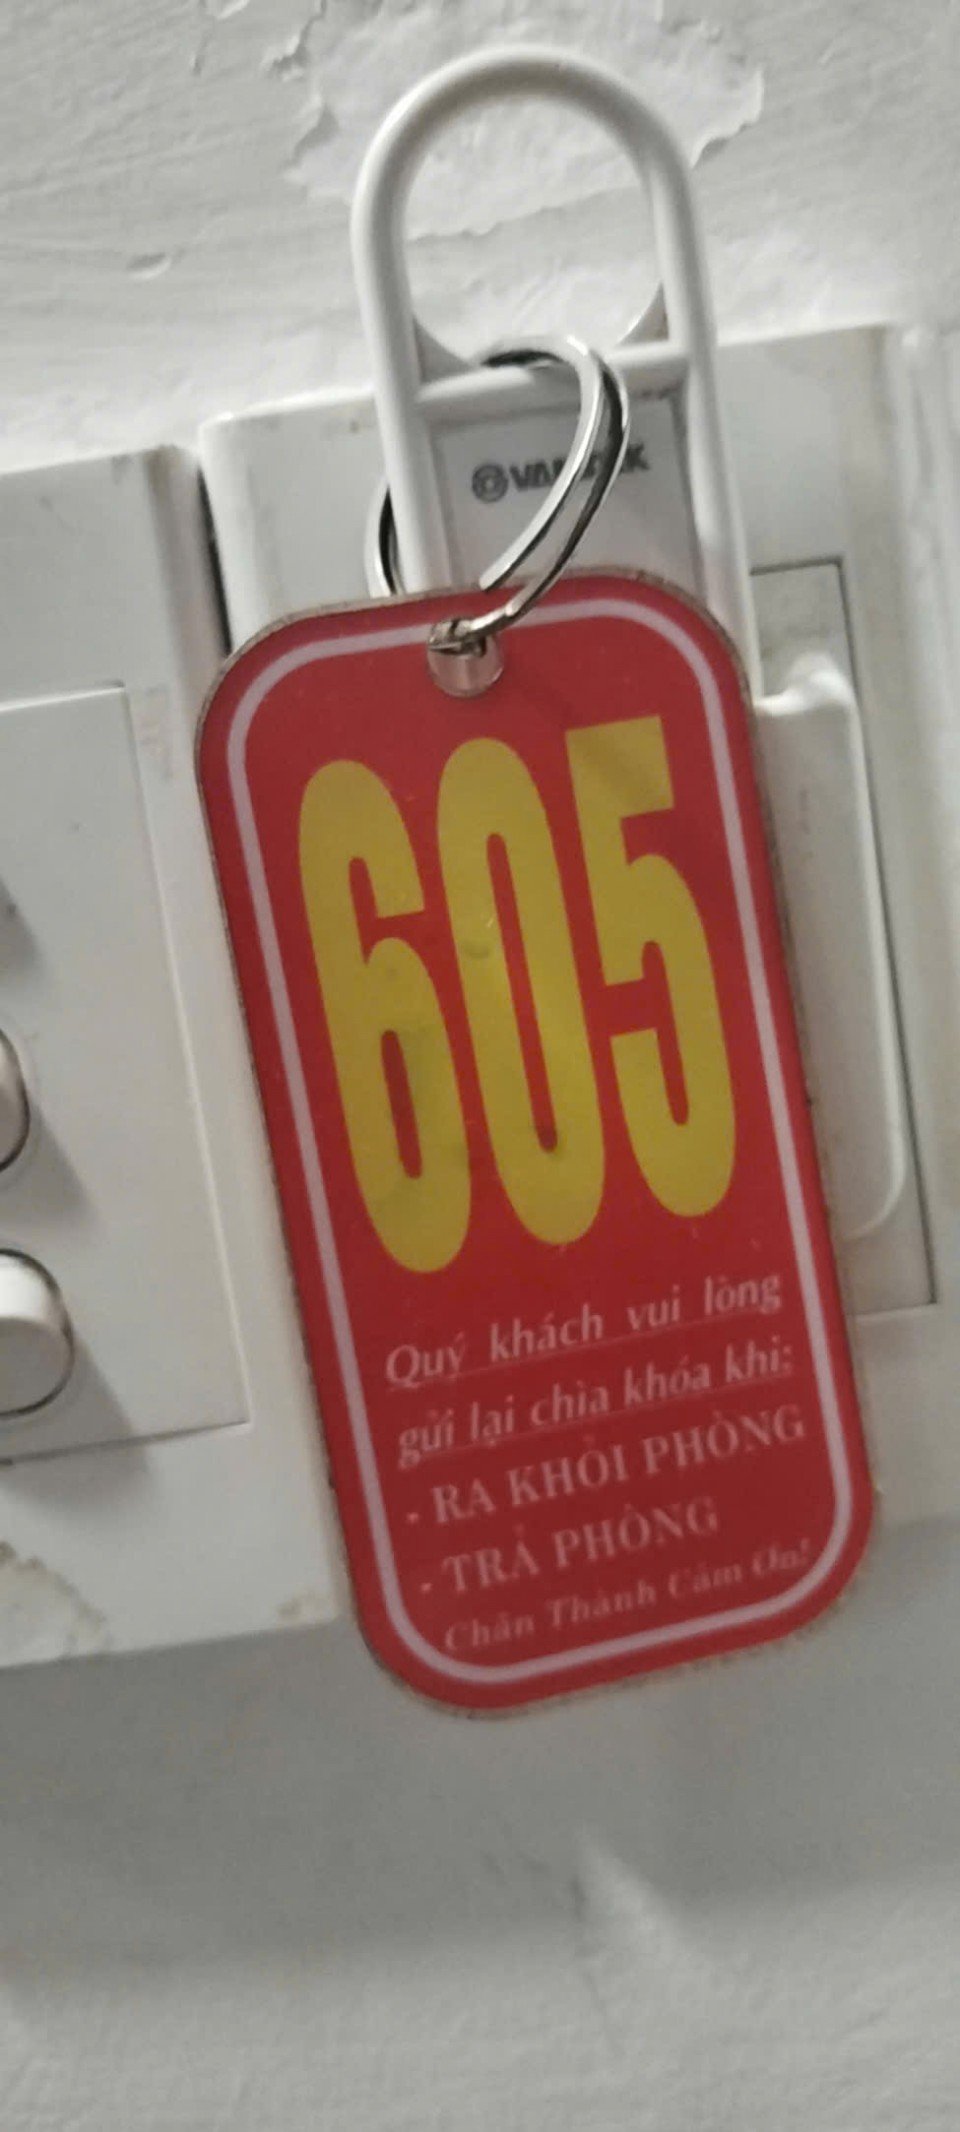 605
Quý khách vui lòng
gửi lại chìa khóa khi:
- RA KHỎI PHÒNG
- TRẢ PHÒNG
Chân Thành Cảm Ơn!